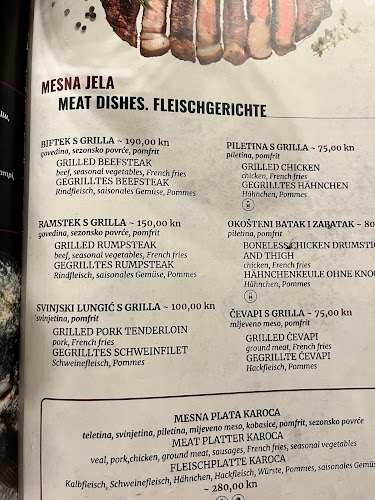 MESNA JELA
MEAT DISHES. FLEISCHGERICHTE
BIFTEK S GRILLA ~ 190,00 kn
govedina, sezonsko povrće, pomfrit
GRILLED BEEFSTEAK
beef, seasonal vegetables, French fries
GEGRILLTES BEEFSTEAK
Rindfleisch, saisonales Gemüse, Pommes
RAMSTEK S GRILLA ~ 150,00 kn
govedina, sezonsko povrće, pomfrit
GRILLED RUMPSTEAK
beef, seasonal vegetables, French fries
GEGRILLTES RUMPSTEAK
Rindfleisch, saisonales Gemüse, Pommes
SVINJSKI LUNGIĆ S GRILLA ~ 100,00 kn
svinjetina, pomfrit
GRILLED PORK TENDERLOIN
pork, French fries
GEGRILLTES SCHWEINFILET
Schweinefleisch, Pommes
PILETINA S GRILLA ~ 75,00 kn
piletina, pomfrit
GRILLED CHICKEN
chicken, French fries
GEGRILLTES HÄHNCHEN
Hähnchen, Pommes
OKOŠTENI BATAK I ZABATAK ~ 80
piletina, pomfrit
BONELESS CHICKEN DRUMSTI
AND THIGH
chicken, French fries
HÄHNCHENKEULE OHNE KNO
Hähnchen, Pommes
ĆEVAPI S GRILLA ~ 75,00 kn
mljeveno meso, pomfrit
GRILLED ĆEVAPI
ground meat, French fries
GEGRILLTE ĆEVAPI
Hackfleisch, Pommes
MESNA PLATA KAROCA
teletina, svinjetina, piletina, mljeveno meso, kobasice, pomfrit, sezonsko povrće
MEAT PLATTER KAROCA
veal, pork,chicken, ground meat, sausages, French fries, seasonal vegetables
FLEISCHPLATTE KAROCA
Kalbfleisch, Schweinefleisch, Hähnchen, Hackfleisch, Würste, Pommes, saisonales Gemüs
~ 280,00 kn